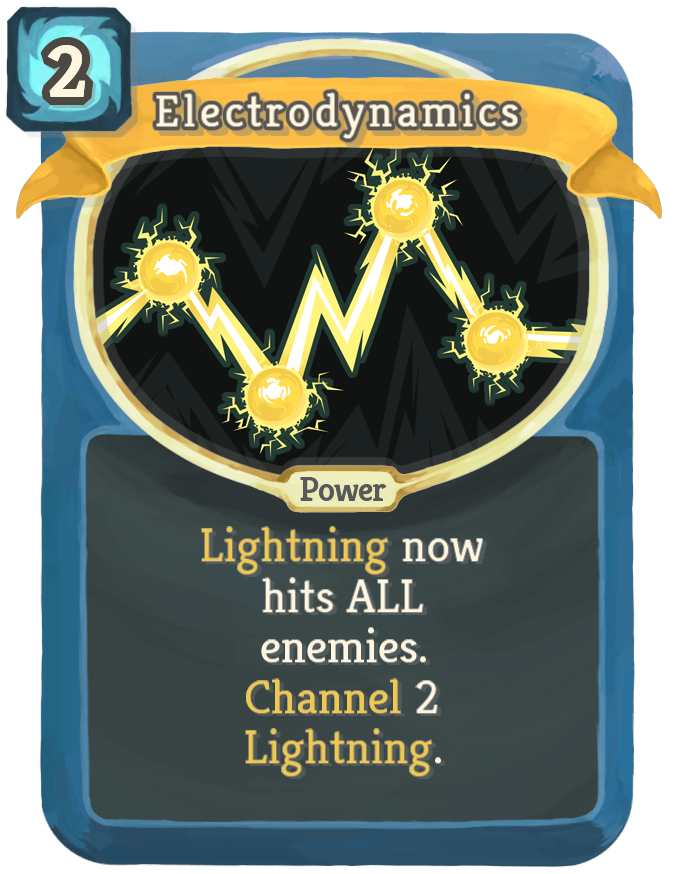 2
Electrodynamics
Power
Lightning now
hits ALL
enemies.
Channel 2
Lightning.